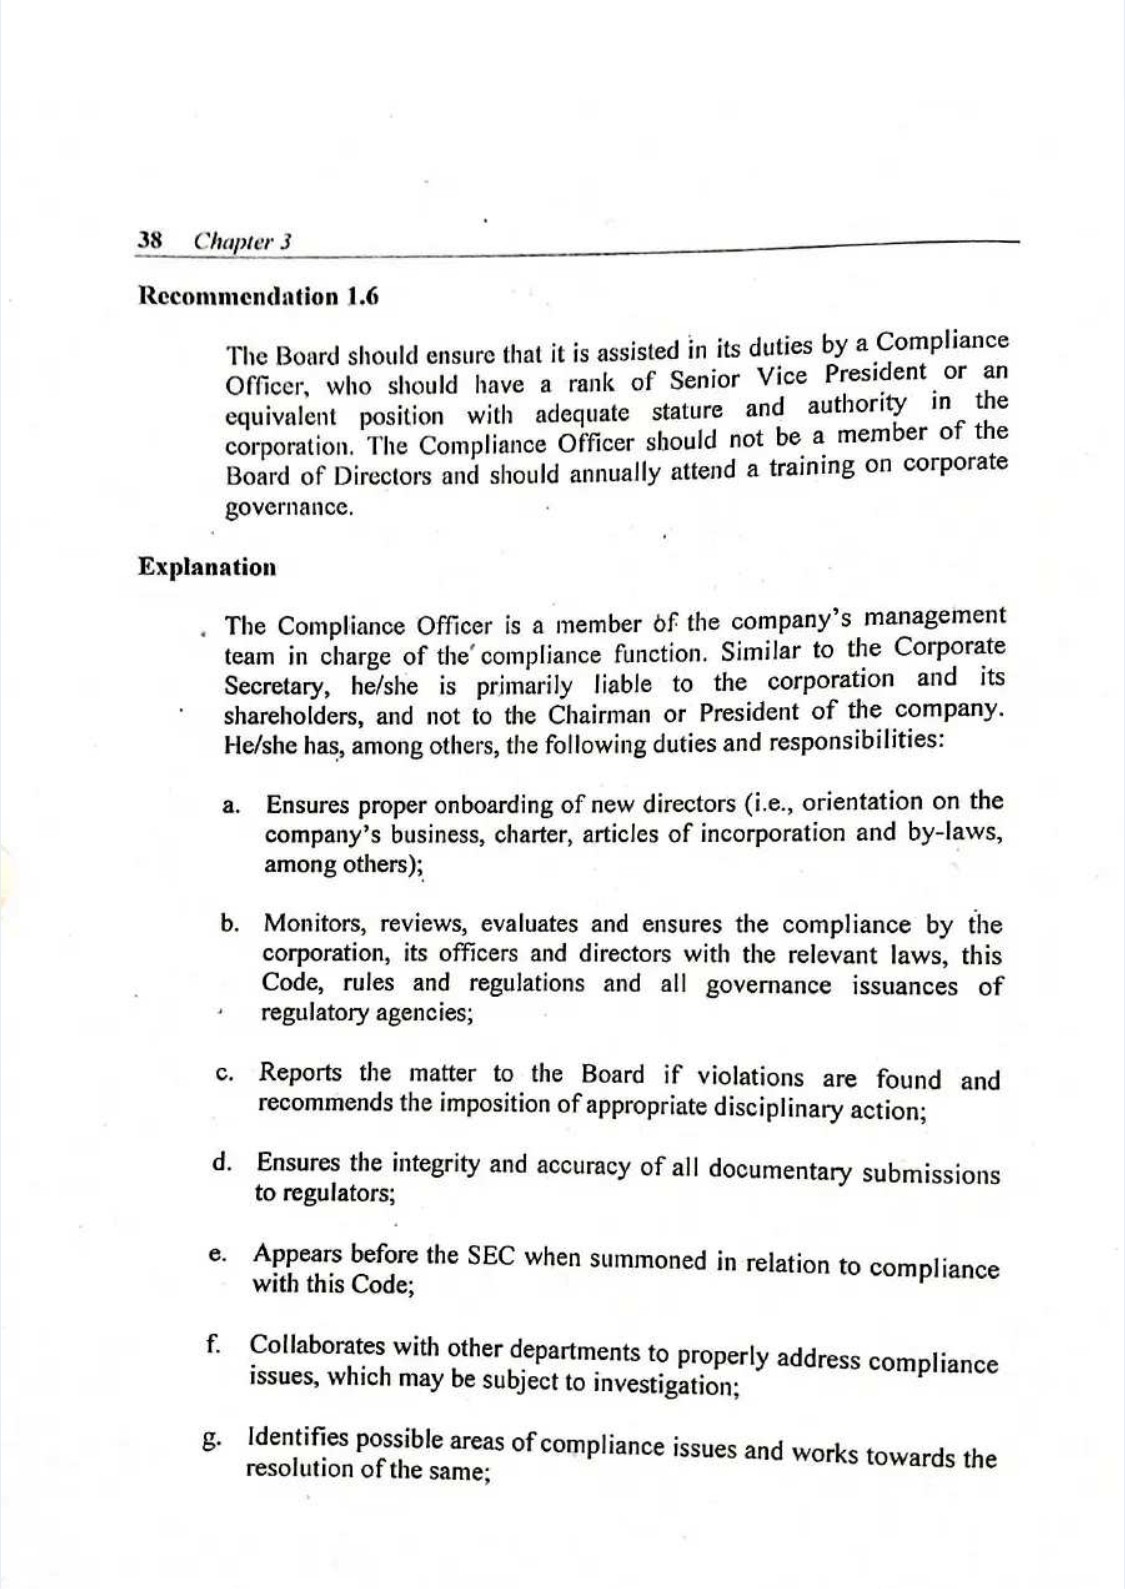 38 Chapter 3
Recommendation 1.6
The Board should ensure that it is assisted in its duties by a Compliance
Officer, who should have a rank of Senior Vice President or an
equivalent position with adequate stature and authority in the
corporation. The Compliance Officer should not be a member of the
Board of Directors and should annually attend a training on corporate
governance.
Explanation
The Compliance Officer is a member of the company's management
team in charge of the compliance function. Similar to the Corporate
Secretary, he/she is primarily liable to the corporation and its
shareholders, and not to the Chairman or President of the company.
He/she has, among others, the following duties and responsibilities:
a. Ensures proper onboarding of new directors (i.e., orientation on the
company's business, charter, articles of incorporation and by-laws,
among others);
b. Monitors, reviews, evaluates and ensures the compliance by the
corporation, its officers and directors with the relevant laws, this
Code, rules and regulations and all governance issuances of
regulatory agencies;
c. Reports the matter to the Board if violations are found and
recommends the imposition of appropriate disciplinary action;
d. Ensures the integrity and accuracy of all documentary submissions
to regulators;
e. Appears before the SEC when summoned in relation to compliance
with this Code;
f. Collaborates with other departments to properly address compliance
issues, which may be subject to investigation;
g. Identifies possible areas of compliance issues and works towards the
resolution of the same;